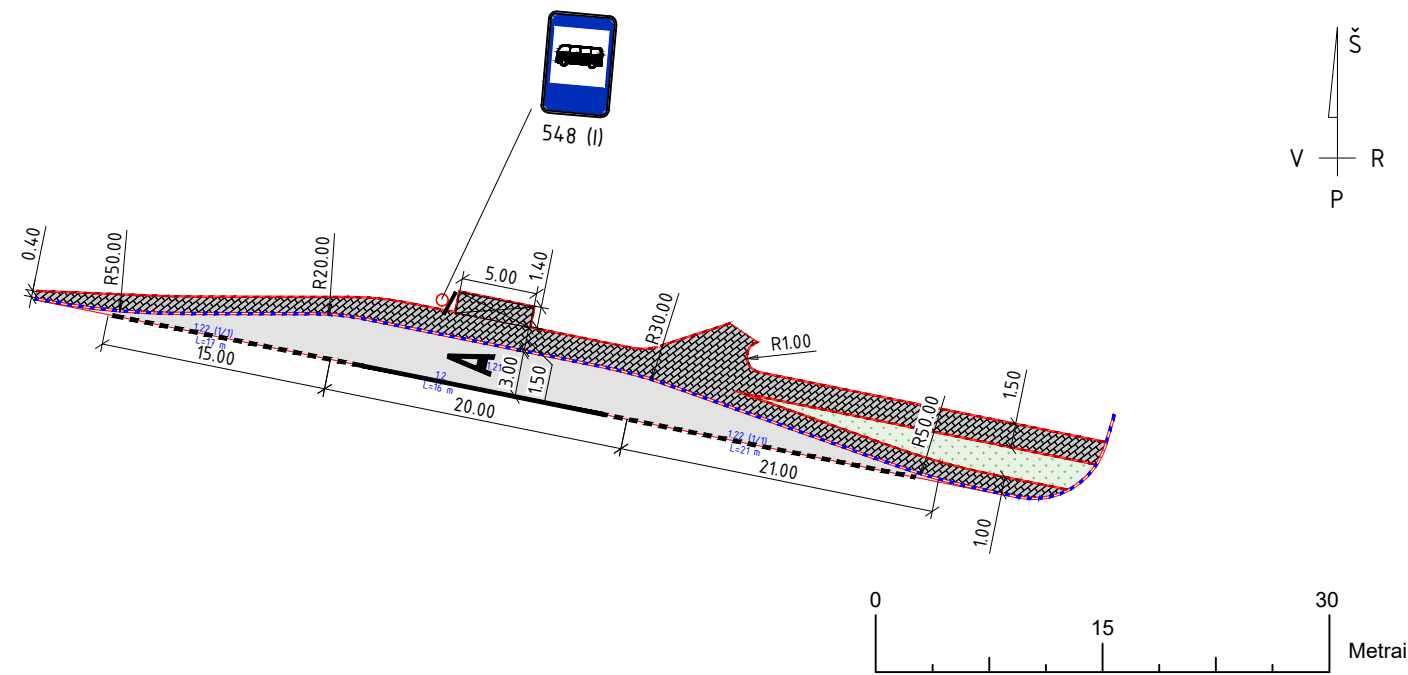 548 (I)
Š
V
R
P
0.40
R50.00
R20.00
5.00
1.40
R30.00
R1.00
1.22 (1/1)
L=17 m
15.00
A
1.21
1.2
L=16 m
3.00
1.50
20.00
1.50
R50.00
1.22 (1/1)
L=21 m
21.00
1.00
0
15
30
Metrai